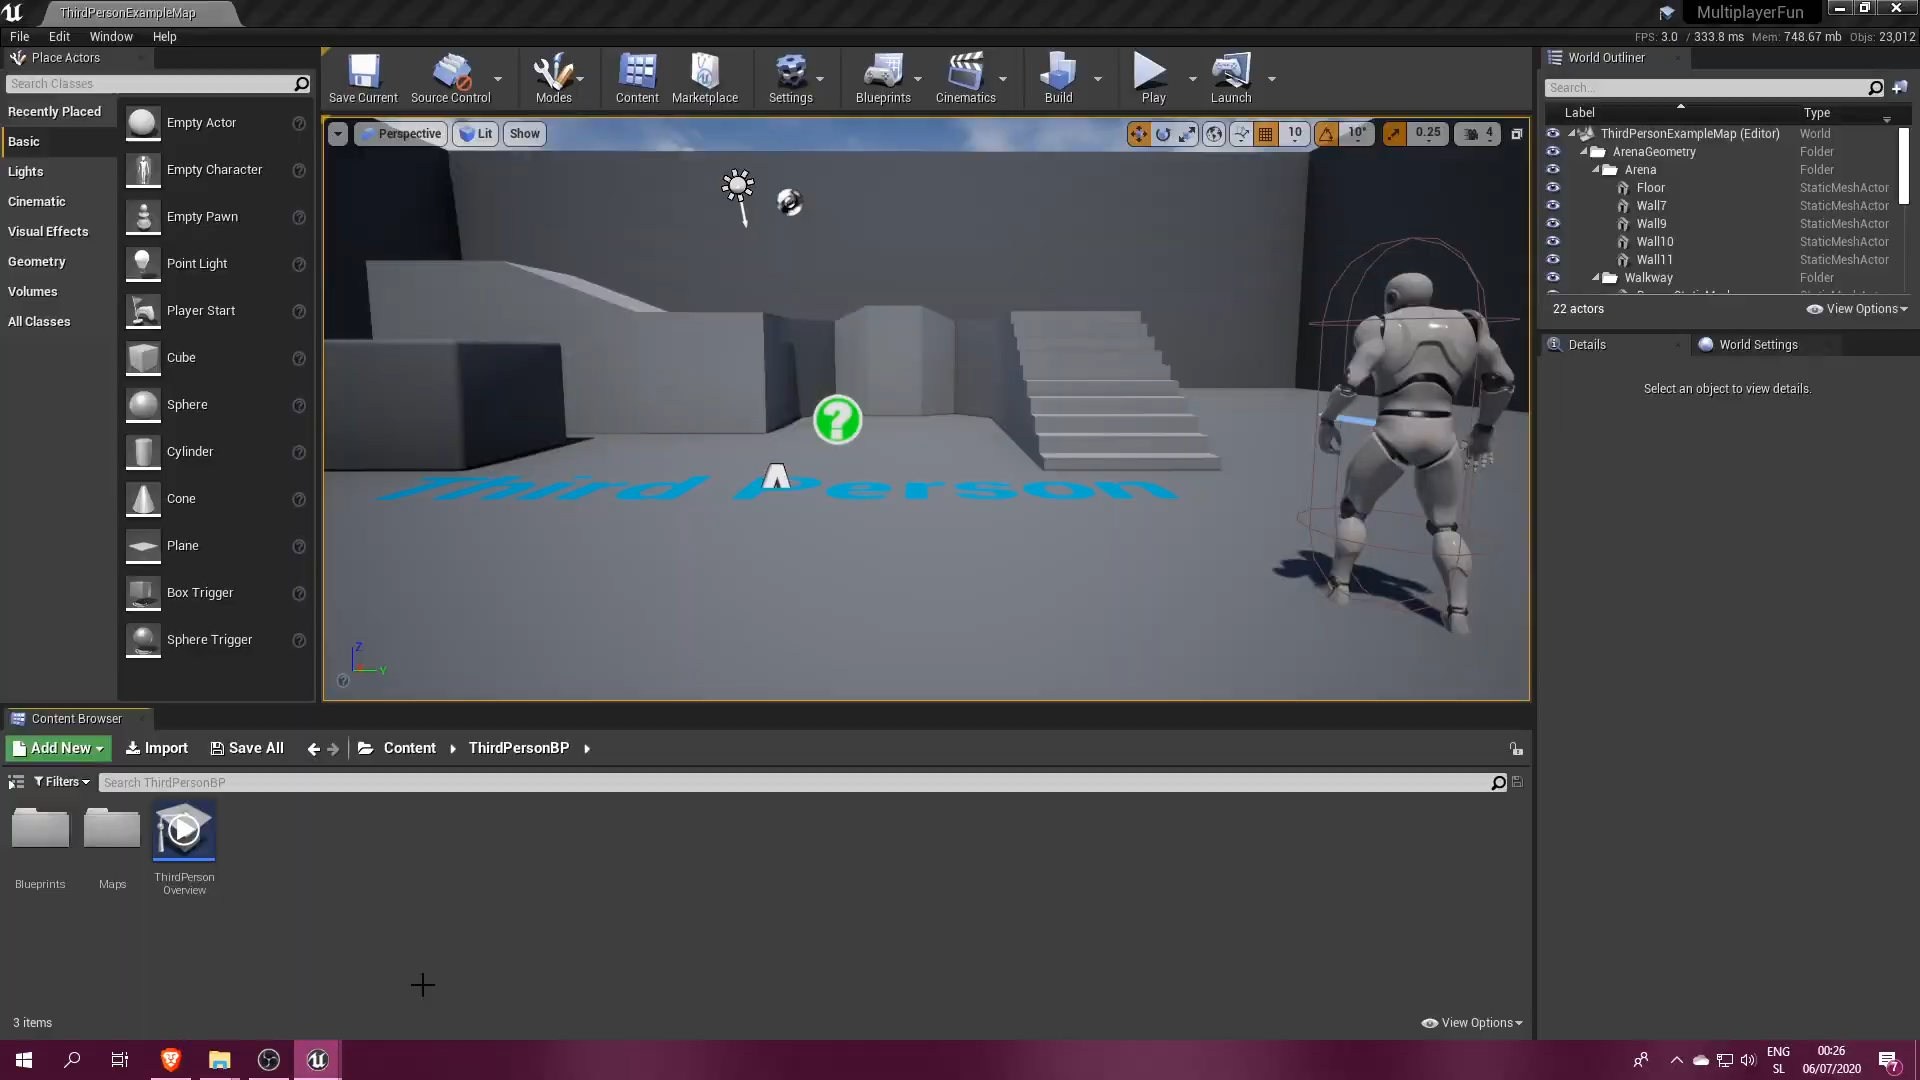 ThirdPersonExampleMap
MultiplayerFun
File Edit Window Help
FPS: 3.0 / 333.8 ms Mem: 748.67 mb Objs: 23,012
Place Actors
Search Classes
Recently Placed
Basic
Lights
Cinematic
Visual Effects
Geometry
Volumes
All Classes
Empty Actor
Empty Character
Empty Pawn
Point Light
Player Start
Cube
Sphere
Cylinder
Cone
Plane
Box Trigger
Sphere Trigger
Save Current
Source Control
Modes
Content
Marketplace
Settings
Blueprints
Cinematics
Build
Play
Launch
Perspective
Lit
Show
10
10°
0.25
4
Third Person
Z
Y
World Outliner
Search...
Label Type
ThirdPersonExampleMap (Editor) World
ArenaGeometry Folder
Arena Folder
Floor StaticMeshActor
Wall7 StaticMeshActor
Wall9 StaticMeshActor
Wall10 StaticMeshActor
Wall11 StaticMeshActor
Walkway Folder
22 actors
View Options
Details
World Settings
Select an object to view details.
Content Browser
Add New
Import
Save All
Content
ThirdPersonBP
Filters
Search ThirdPersonBP
Blueprints
Maps
ThirdPerson
Overview
3 items
View Options
ENG
SL
00:26
06/07/2020
7